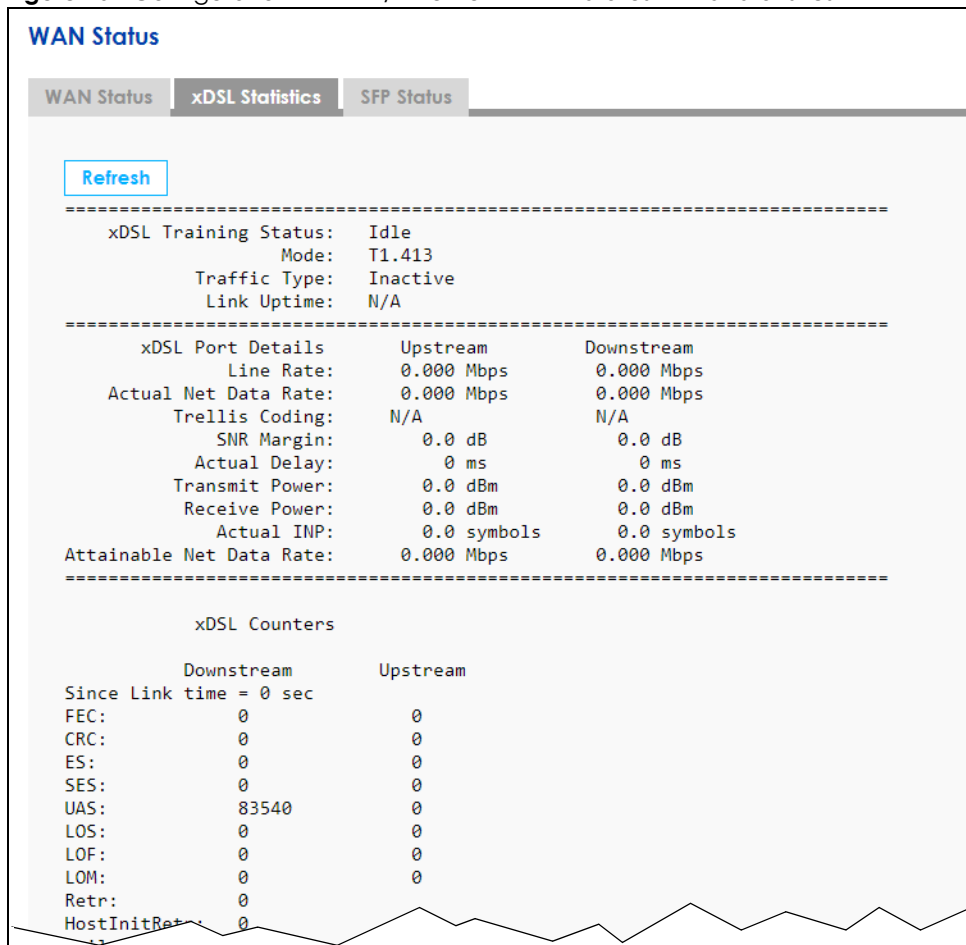 WAN Status
WAN Status xDSL Statistics SFP Status
Refresh
============================================================================
xDSL Training Status: Idle
Mode: T1.413
Traffic Type: Inactive
Link Uptime: N/A
============================================================================
xDSL Port Details Upstream Downstream
Line Rate: 0.000 Mbps 0.000 Mbps
Actual Net Data Rate: 0.000 Mbps 0.000 Mbps
Trellis Coding: N/A N/A
SNR Margin: 0.0 dB 0.0 dB
Actual Delay: 0 ms 0 ms
Transmit Power: 0.0 dBm 0.0 dBm
Receive Power: 0.0 dBm 0.0 dBm
Actual INP: 0.0 symbols 0.0 symbols
Attainable Net Data Rate: 0.000 Mbps 0.000 Mbps
============================================================================
xDSL Counters
Downstream Upstream
Since Link time = 0 sec
FEC: 0 0
CRC: 0 0
ES: 0 0
SES: 0 0
UAS: 83540 0
LOS: 0 0
LOF: 0 0
LOM: 0 0
Retr: 0
HostInitRetr: 0